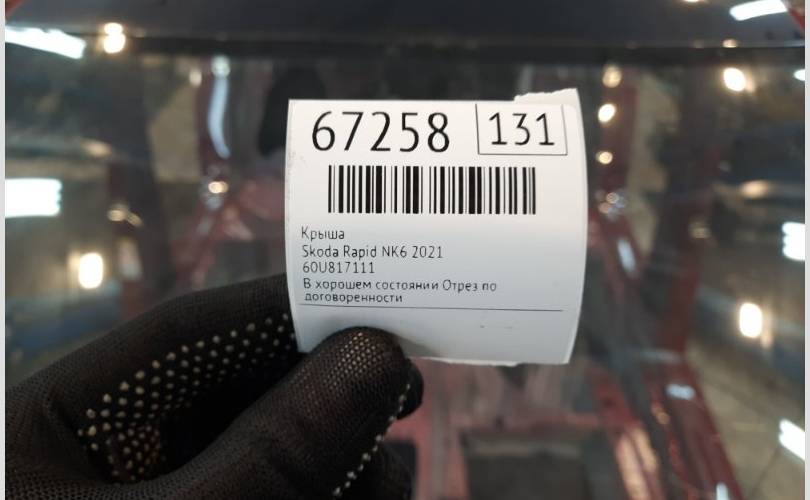 67258 131
Крыша
Skoda Rapid NK6 2021
60U817111
В хорошем состоянии Отрез по
договоренности